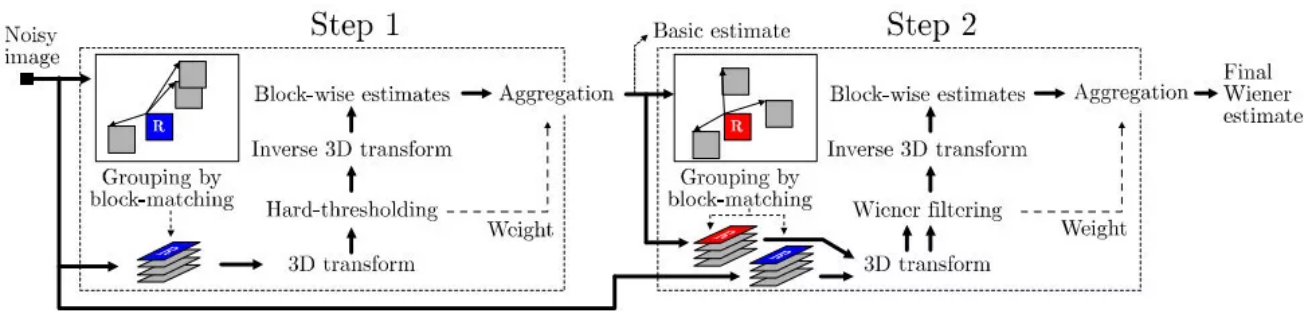 Step 1
Step 2
Noisy
image
Basic estimate
R
Block-wise estimates
Aggregation
Inverse 3D transform
Grouping by
block-matching
Hard-thresholding
Weight
3D transform
R
Block-wise estimates
Aggregation
Final
Wiener
estimate
Inverse 3D transform
Grouping by
block-matching
Wiener filtering
Weight
3D transform